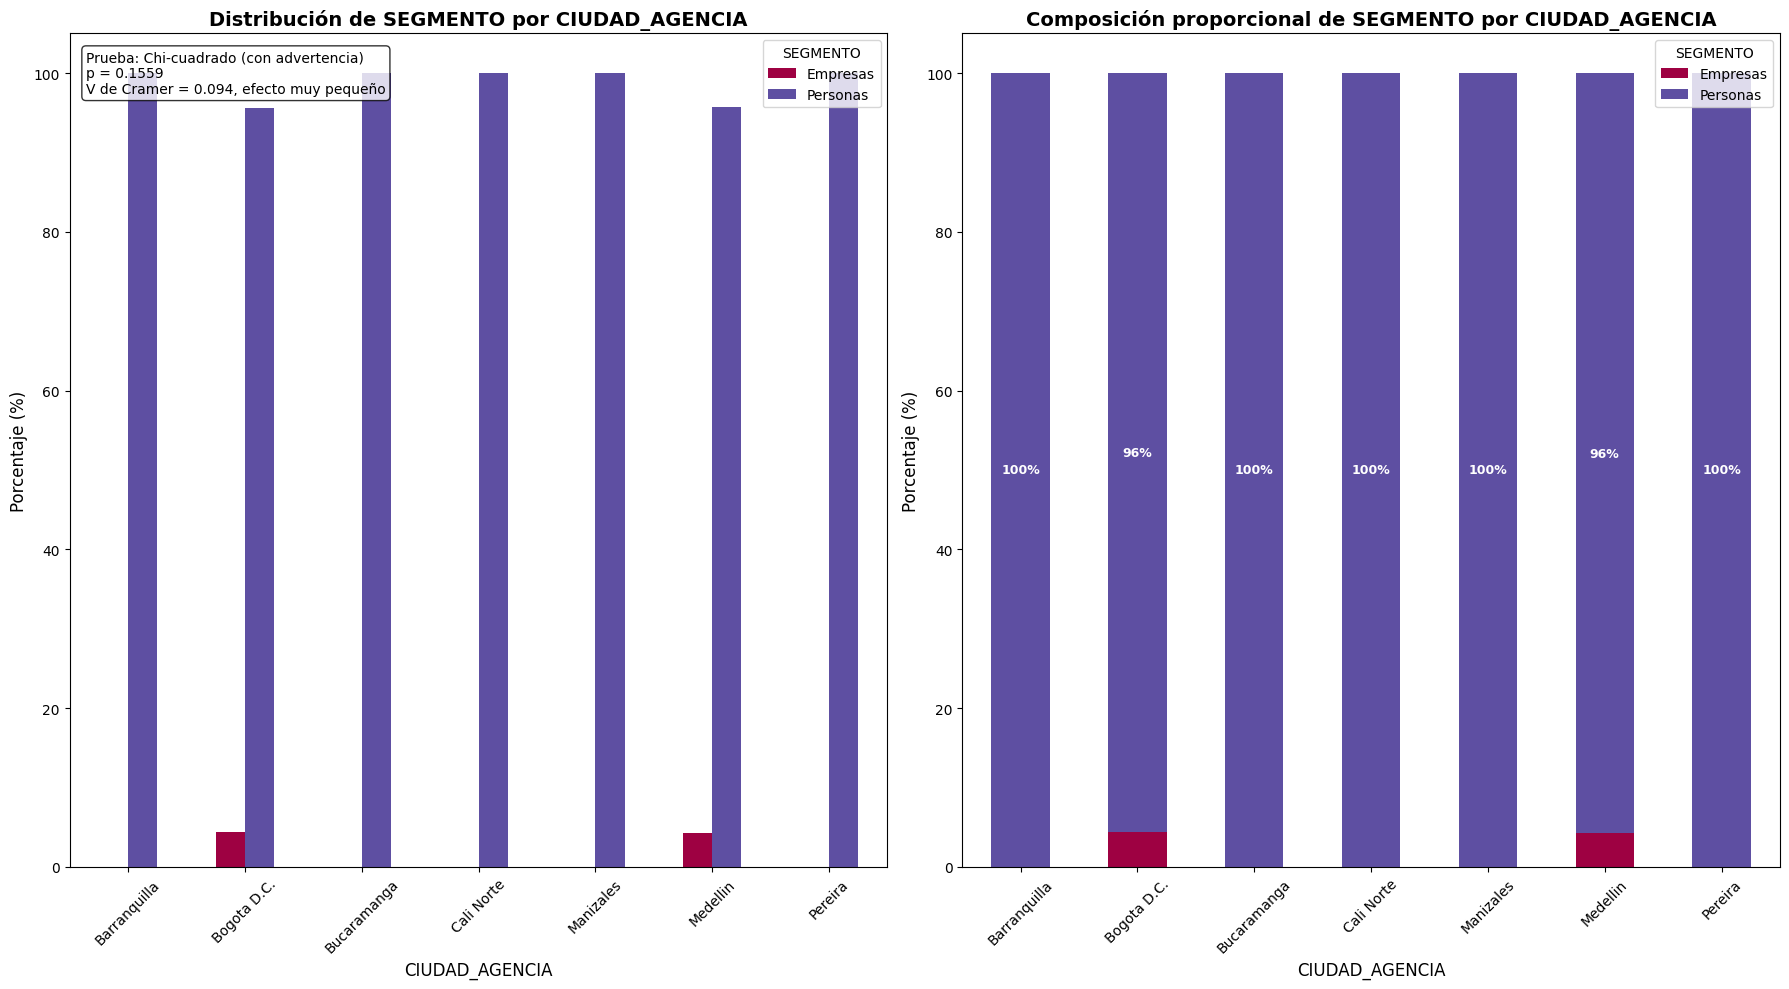 Distribución de SEGMENTO por CIUDAD_AGENCIA
Prueba: Chi-cuadrado (con advertencia)
p = 0.1559
V de Cramer = 0.094, efecto muy pequeño
SEGMENTO
Empresas
Personas
Porcentaje (%)
100
80
60
40
20
0
Barranquilla
Bogota D.C.
Bucaramanga
Cali Norte
Manizales
Medellin
Pereira
CIUDAD_AGENCIA
Composición proporcional de SEGMENTO por CIUDAD_AGENCIA
SEGMENTO
Empresas
Personas
Porcentaje (%)
100
80
60
40
20
0
100%
96%
100%
100%
100%
96%
100%
Barranquilla
Bogota D.C.
Bucaramanga
Cali Norte
Manizales
Medellin
Pereira
CIUDAD_AGENCIA